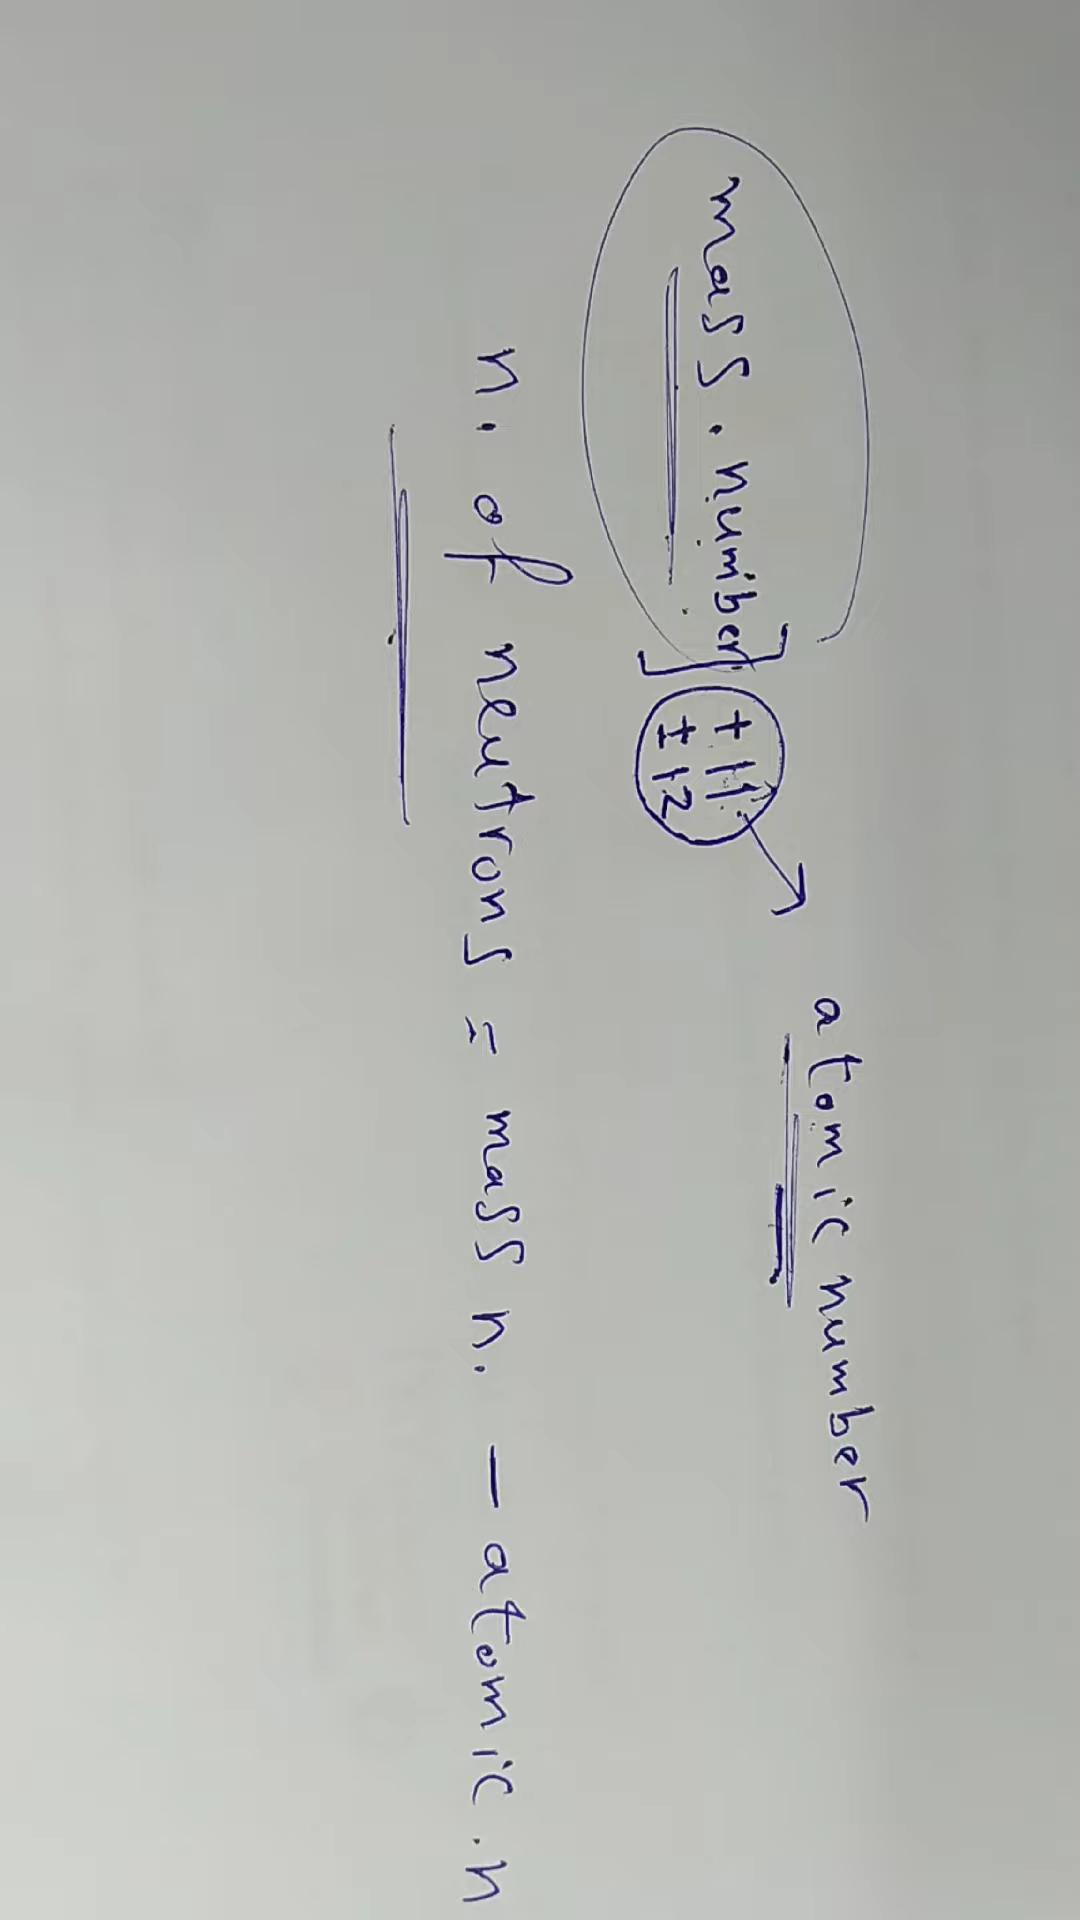 atomic number
mass.number] +11
±12
n. of neutrons = mass n. - atomic.n